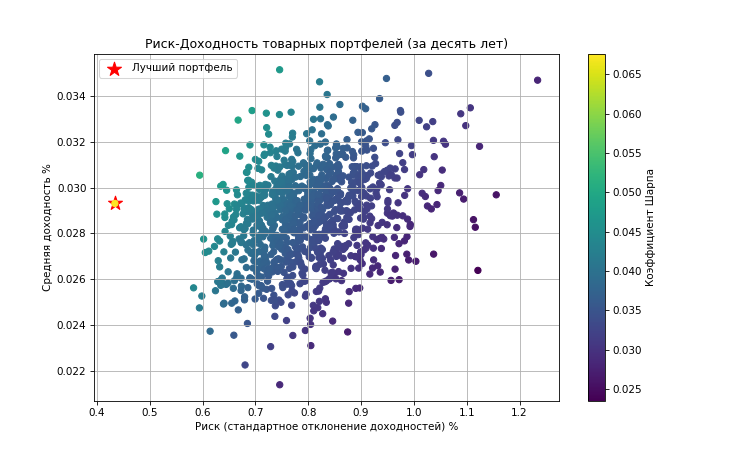 Риск-Доходность товарных портфелей (за десять лет)
Лучший портфель
Средняя доходность %
0.034
0.032
0.030
0.028
0.026
0.024
0.022
0.4 0.5 0.6 0.7 0.8 0.9 1.0 1.1 1.2
Риск (стандартное отклонение доходностей) %
0.065
0.060
0.055
0.050
0.045
0.040
0.035
0.030
0.025
Коэффициент Шарпа